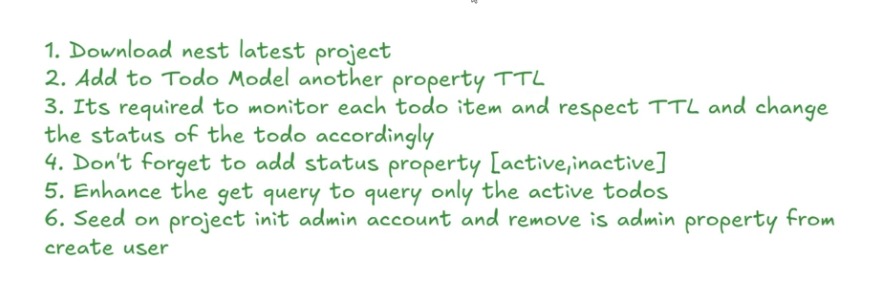 1. Download nest latest project
2. Add to Todo Model another property TTL
3. Its required to monitor each todo item and respect TTL and change
the status of the todo accordingly
4. Don't forget to add status property [active,inactive]
5. Enhance the get query to query only the active todos
6. Seed on project init admin account and remove is admin property from
create user